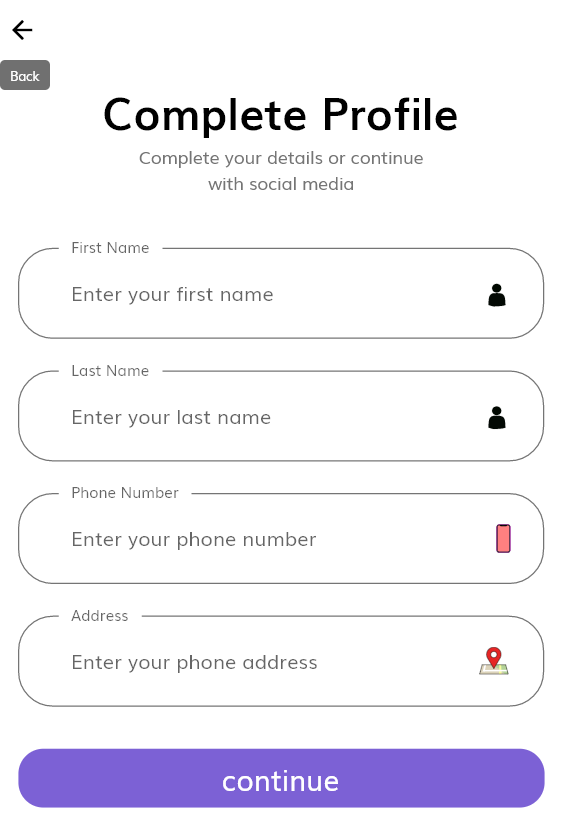 Back
Complete Profile
Complete your details or continue
with social media
First Name
Enter your first name
Last Name
Enter your last name
Phone Number
Enter your phone number
Address
Enter your phone address
continue